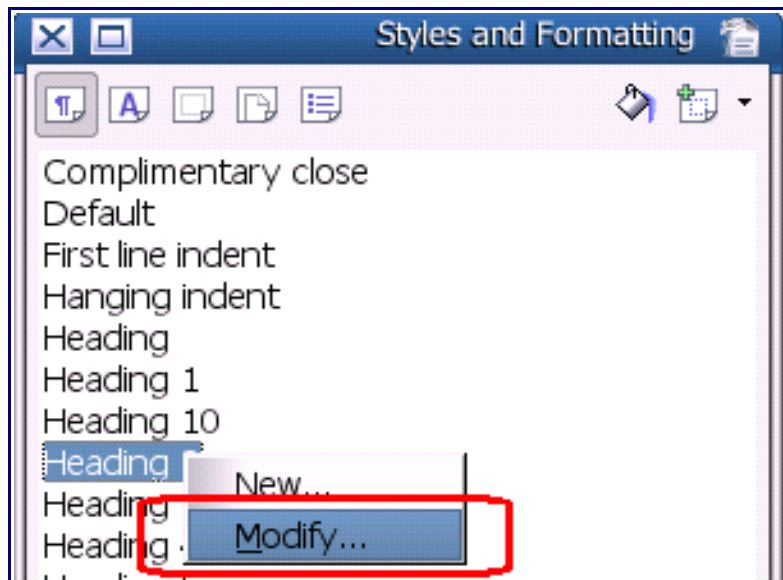 Styles and Formatting
Complimentary close
Default
First line indent
Hanging indent
Heading
Heading 1
Heading 10
Heading
New...
Heading
Modify...
Heading